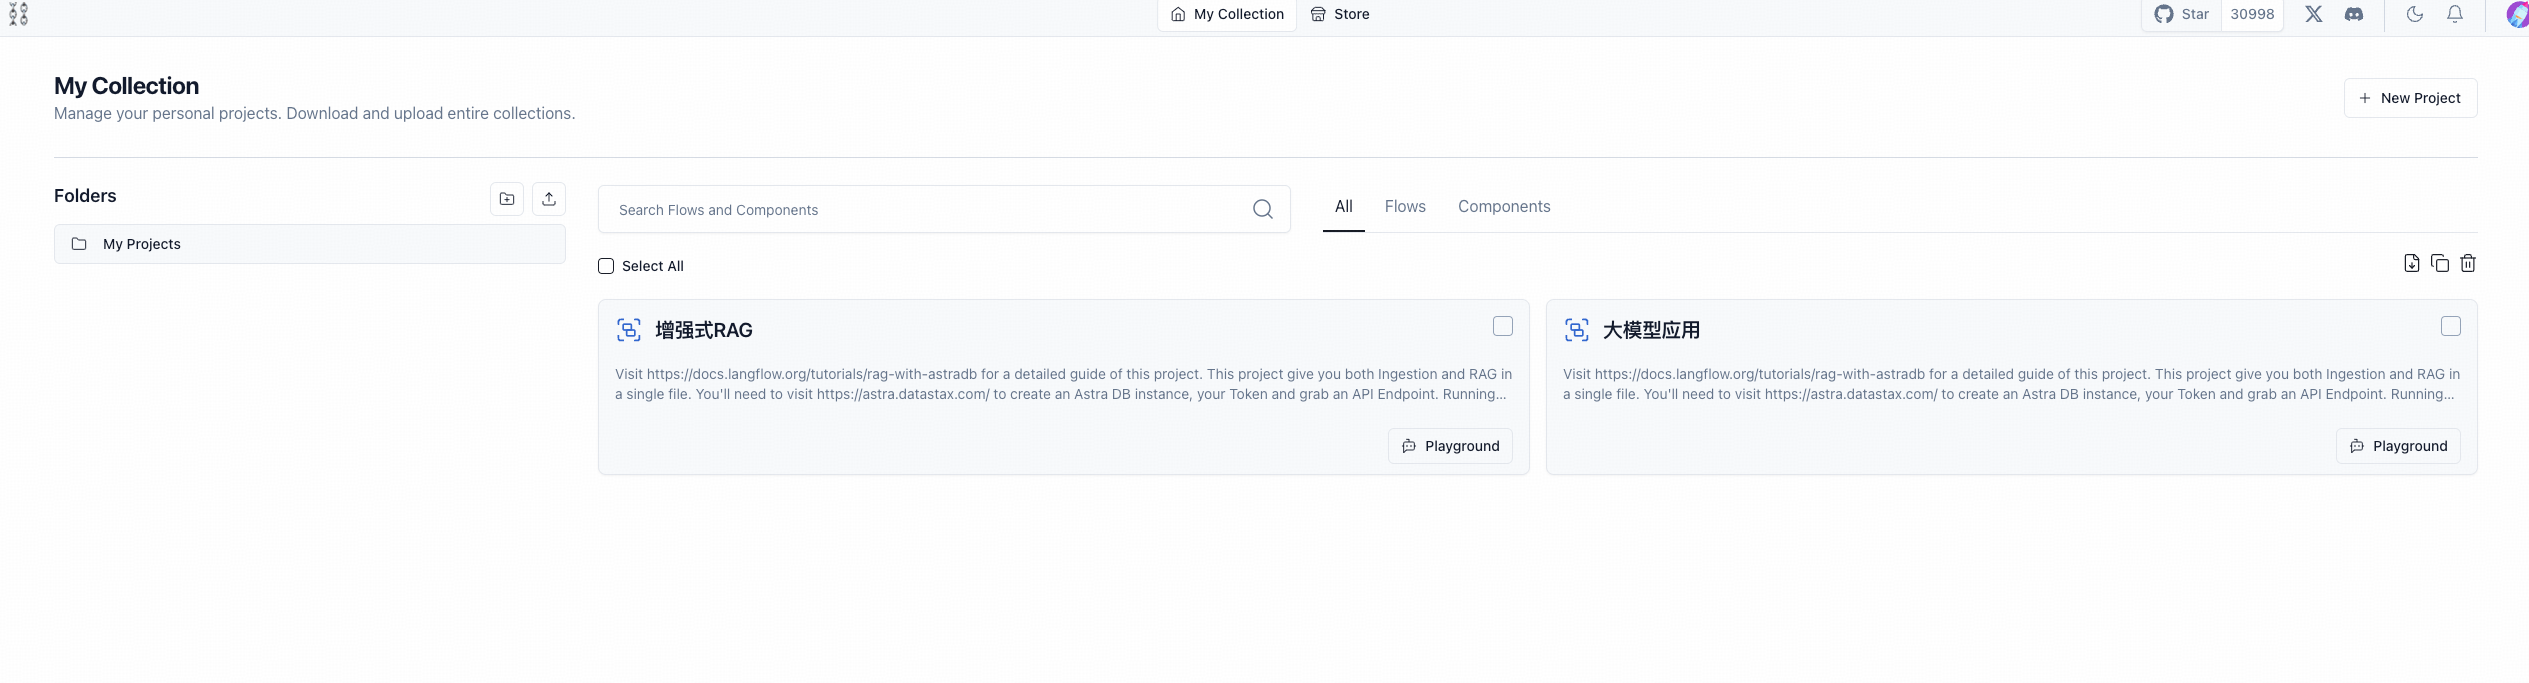 My Collection
Store
Star
30998
My Collection
Manage your personal projects. Download and upload entire collections.
New Project
Folders
My Projects
Search Flows and Components
All
Flows
Components
Select All
增强式RAG
Visit https://docs.langflow.org/tutorials/rag-with-astradb for a detailed guide of this project. This project give you both Ingestion and RAG in
a single file. You'll need to visit https://astra.datastax.com/ to create an Astra DB instance, your Token and grab an API Endpoint. Running...
Playground
大模型应用
Visit https://docs.langflow.org/tutorials/rag-with-astradb for a detailed guide of this project. This project give you both Ingestion and RAG in
a single file. You'll need to visit https://astra.datastax.com/ to create an Astra DB instance, your Token and grab an API Endpoint. Running...
Playground